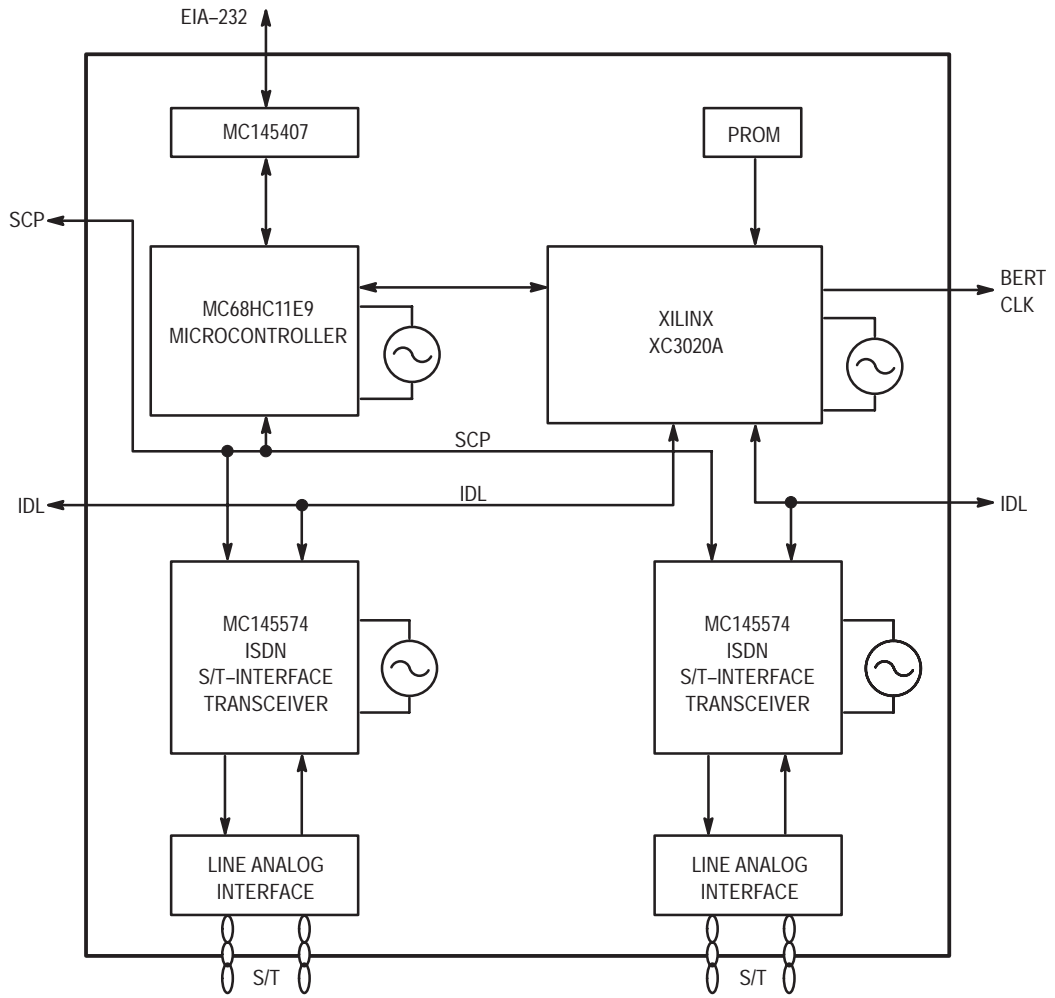 EIA–232
MC145407
PROM
SCP
MC68HC11E9
MICROCONTROLLER
XILINX
XC3020A
BERT
CLK
SCP
IDL
IDL
IDL
MC145574
ISDN
S/T–INTERFACE
TRANSCEIVER
MC145574
ISDN
S/T–INTERFACE
TRANSCEIVER
LINE ANALOG
INTERFACE
LINE ANALOG
INTERFACE
S/T
S/T